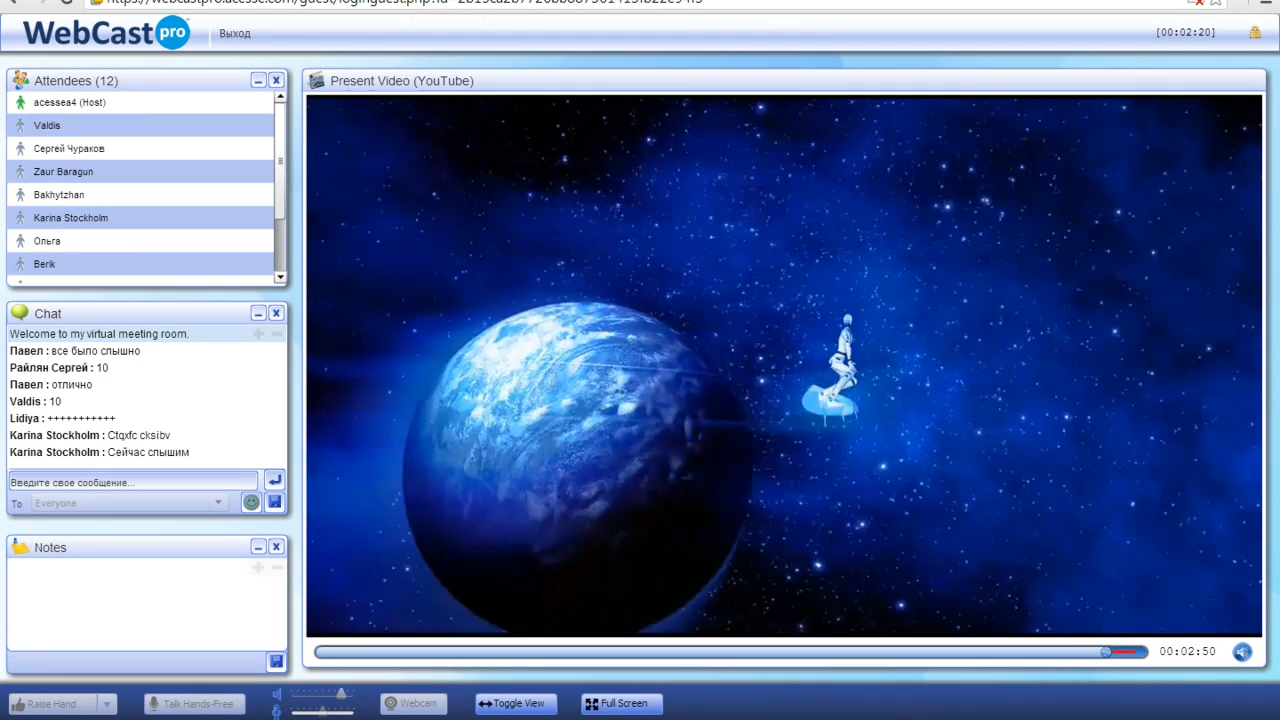 WebCast pro
Выход
[00:02:20]
Attendees (12)
acessea4 (Host)
Valdis
Сергей Чураков
Zaur Baragun
Bakhytzhan
Karina Stockholm
Ольга
Berik
Chat
Welcome to my virtual meeting room.
Павел : все было слышно
Райлян Сергей : 10
Павел : отлично
Valdis : 10
Lidiya : +++++++++++
Karina Stockholm : Ctqxfc cksibv
Karina Stockholm : Сейчас слышим
Введите свое сообщение...
To Everyone
Notes
Present Video (YouTube)
00:02:50
Raise Hand
Talk Hands-Free
Webcam
Toggle View
Full Screen